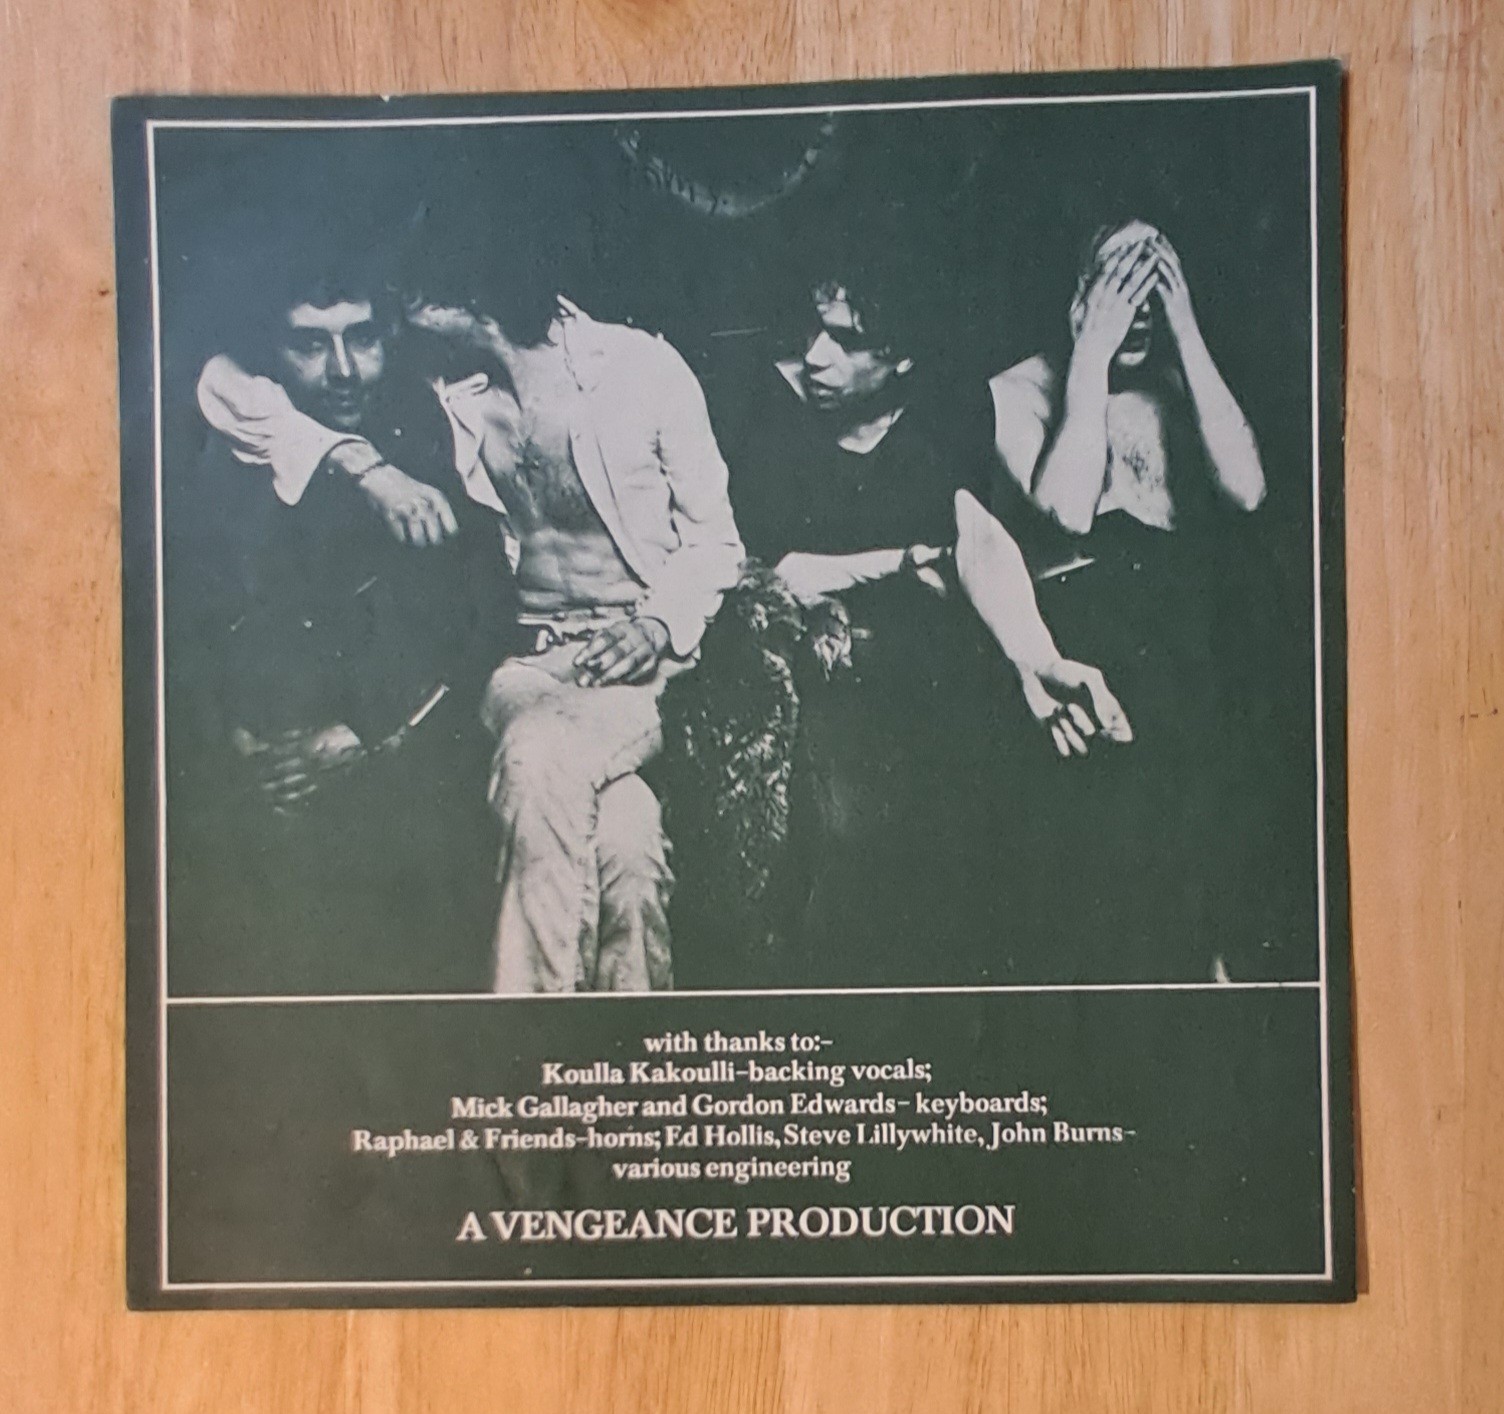 with thanks to:-
Koulla Kakoulli-backing vocals;
Mick Gallagher and Gordon Edwards- keyboards;
Raphael & Friends-horns; Ed Hollis, Steve Lillywhite, John Burns-
various engineering
A VENGEANCE PRODUCTION